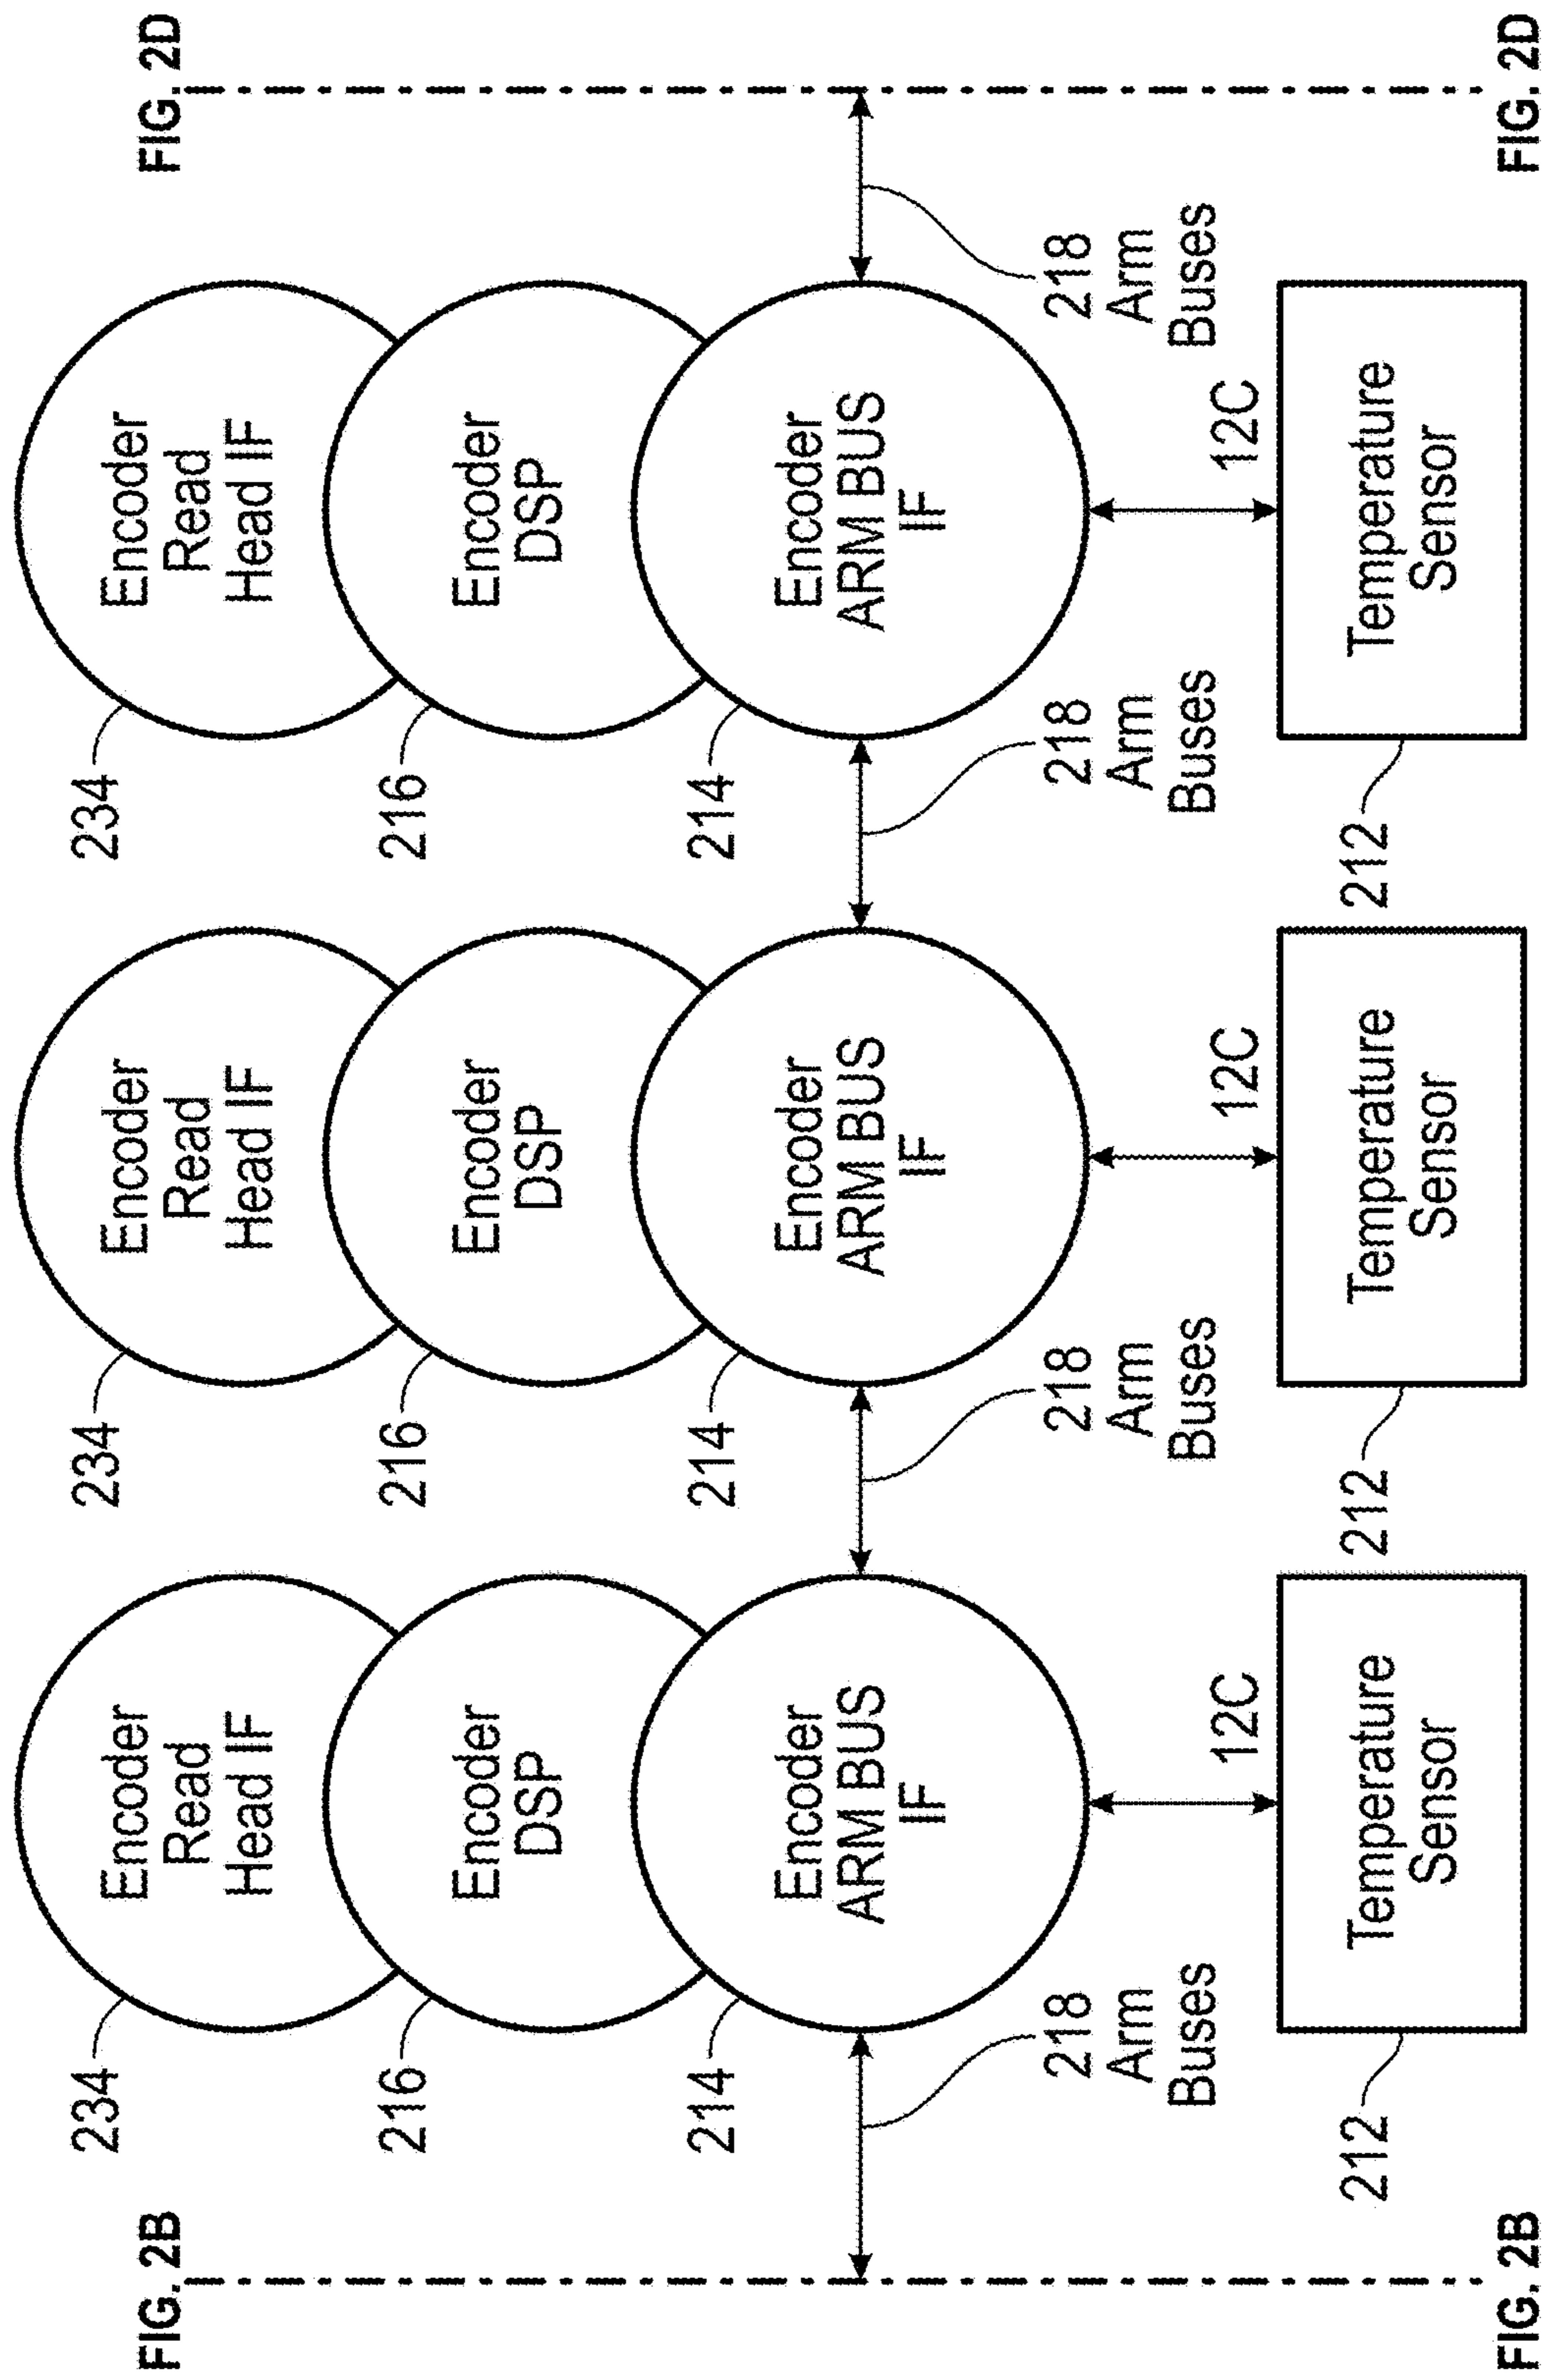 FIG. 2B
FIG. 2D
234
Encoder
Read
Head IF
234
Encoder
Read
Head IF
234
Encoder
Read
Head IF
216
Encoder
DSP
216
Encoder
DSP
216
Encoder
DSP
214
Encoder
ARM BUS
IF
214
Encoder
ARM BUS
IF
214
Encoder
ARM BUS
IF
218
Arm
Buses
218
Arm
Buses
218
Arm
Buses
218
Arm
Buses
12C
12C
12C
212
Temperature
Sensor
212
Temperature
Sensor
212
Temperature
Sensor
FIG. 2B
FIG. 2D